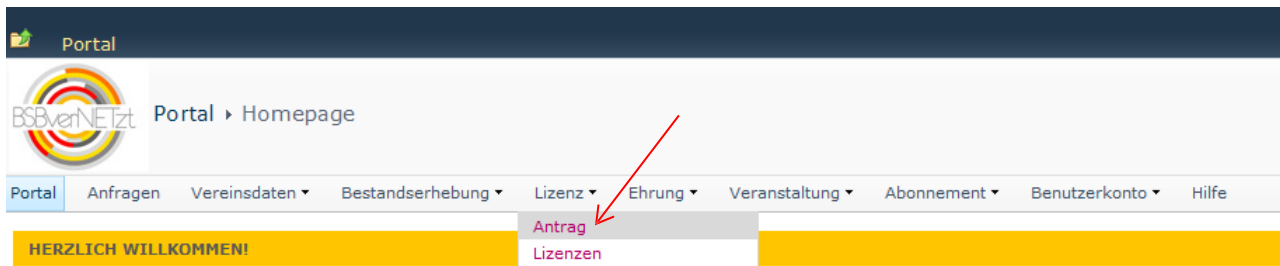 Portal
BSBverNETzt
Portal ▸ Homepage
Portal Anfragen Vereinsdaten ▾ Bestandserhebung ▾ Lizenz ▾ Ehrung ▾ Veranstaltung ▾ Abonnement ▾ Benutzerkonto ▾ Hilfe
Antrag
HERZLICH WILLKOMMEN!
Lizenzen